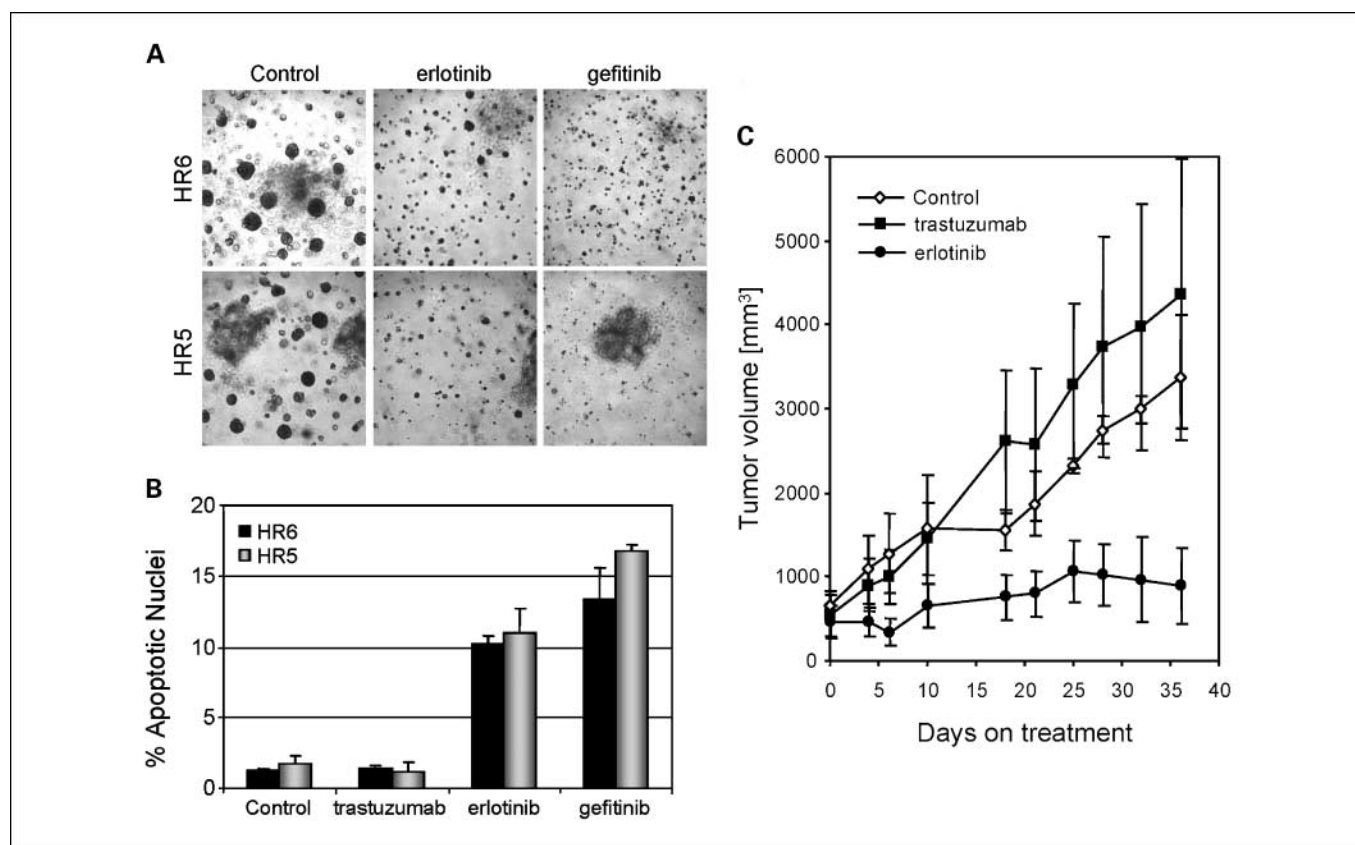 A
Control erlotinib gefitinib
HR6
HR5
B
20
15
10
5
0
% Apoptotic Nuclei
HR6
HR5
Control trastuzumab erlotinib gefitinib
C
6000
5000
4000
3000
2000
1000
0
Tumor volume [mm³]
Control
trastuzumab
erlotinib
0 5 10 15 20 25 30 35 40
Days on treatment